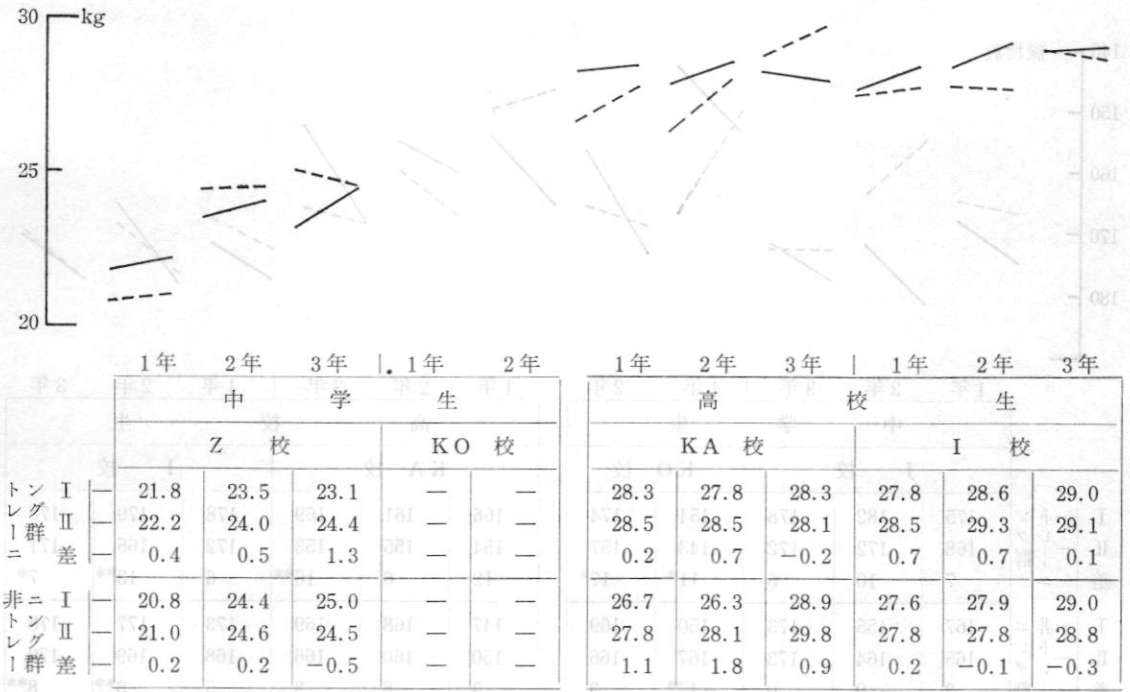 30 kg
25
20
1年 2年 3年 1年 2年 1年 2年 3年 1年 2年 3年
中学生 高校生
Z校 KO校 KA校 I校
トレーニング群 I — 21.8 23.5 23.1 — — 28.3 27.8 28.3 27.8 28.6 29.0
II — 22.2 24.0 24.4 — — 28.5 28.5 28.1 28.5 29.3 29.1
差 — 0.4 0.5 1.3 — — 0.2 0.7 —0.2 0.7 0.7 0.1
非トレーニング群 I — 20.8 24.4 25.0 — — 26.7 26.3 28.9 27.6 27.9 29.0
II — 21.0 24.6 24.5 — — 27.8 28.1 29.8 27.8 27.8 28.8
差 — 0.2 0.2 —0.5 — — 1.1 1.8 0.9 0.2 —0.1 —0.3